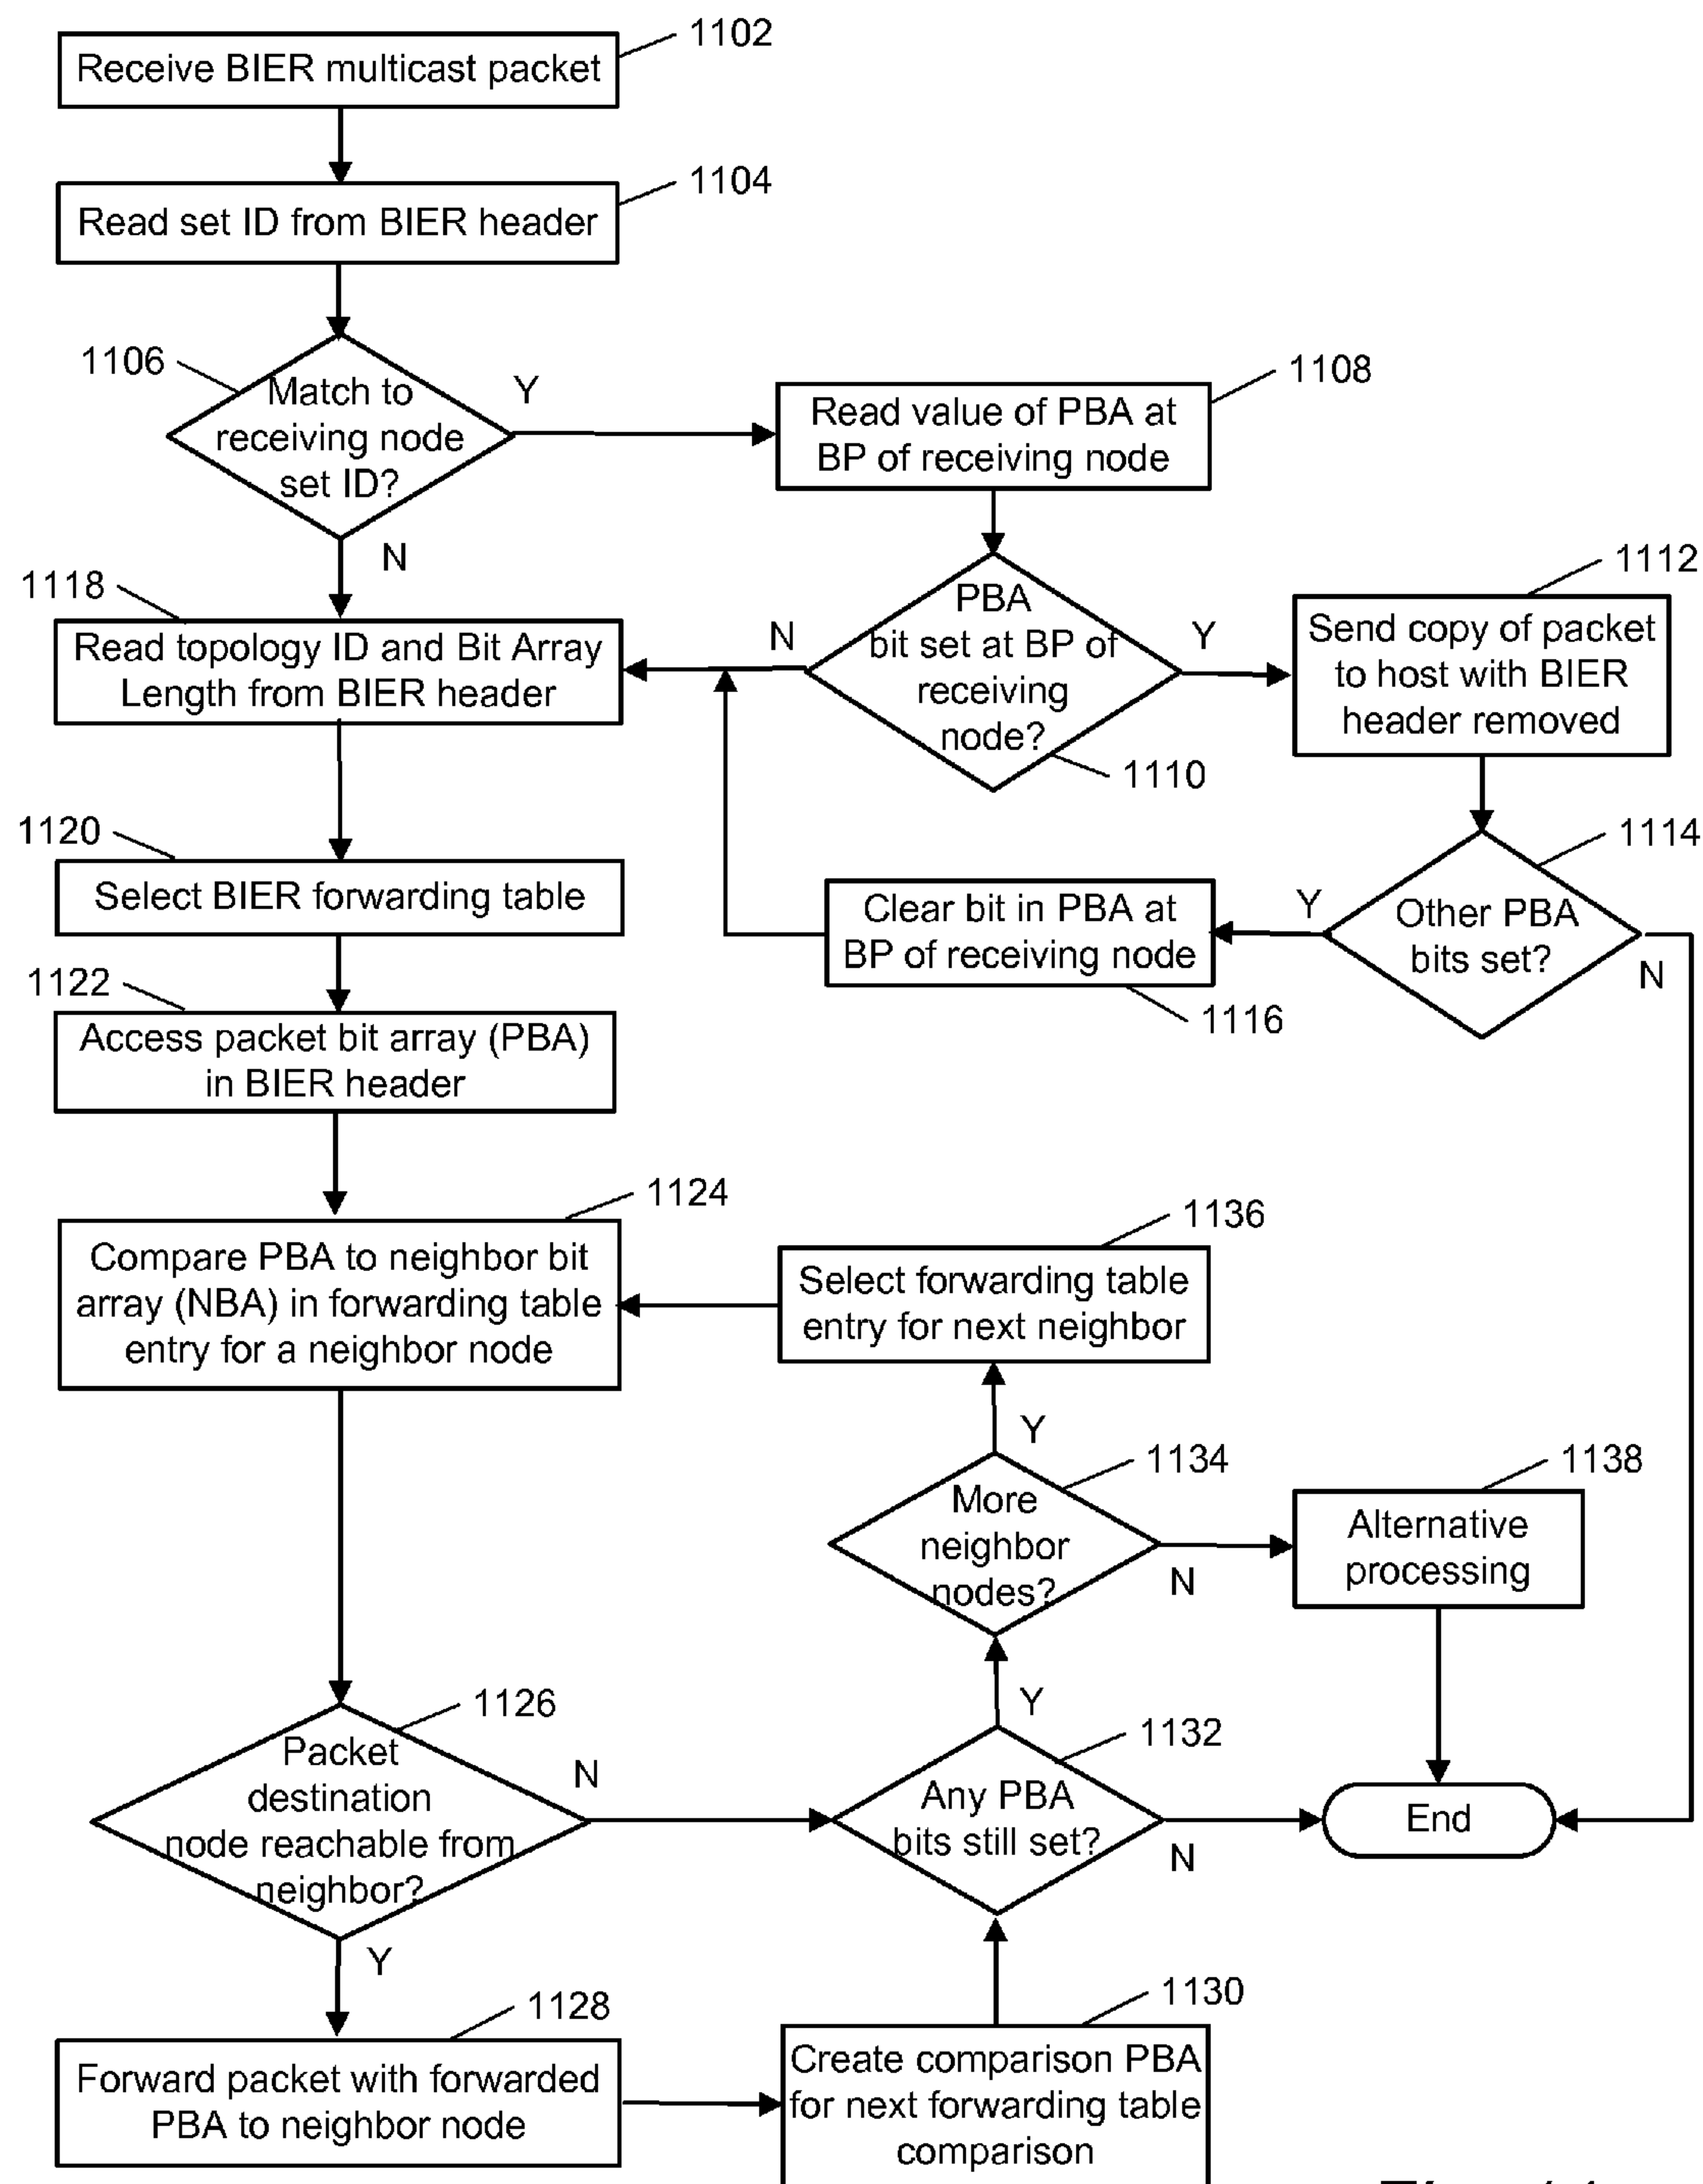 1102
Receive BIER multicast packet
1104
Read set ID from BIER header
1106
Match to
receiving node
set ID?
Y
N
1108
Read value of PBA at
BP of receiving node
PBA
bit set at BP of
receiving
node?
N
Y
1110
1112
Send copy of packet
to host with BIER
header removed
1114
Other PBA
bits set?
Y
N
Clear bit in PBA at
BP of receiving node
1116
1118
Read topology ID and Bit Array
Length from BIER header
1120
Select BIER forwarding table
1122
Access packet bit array (PBA)
in BIER header
1124
Compare PBA to neighbor bit
array (NBA) in forwarding table
entry for a neighbor node
1136
Select forwarding table
entry for next neighbor
Y
1134
More
neighbor
nodes?
N
1138
Alternative
processing
1126
Packet
destination
node reachable from
neighbor?
N
Y
Y
1132
Any PBA
bits still set?
N
End
1128
Forward packet with forwarded
PBA to neighbor node
1130
Create comparison PBA
for next forwarding table
comparison